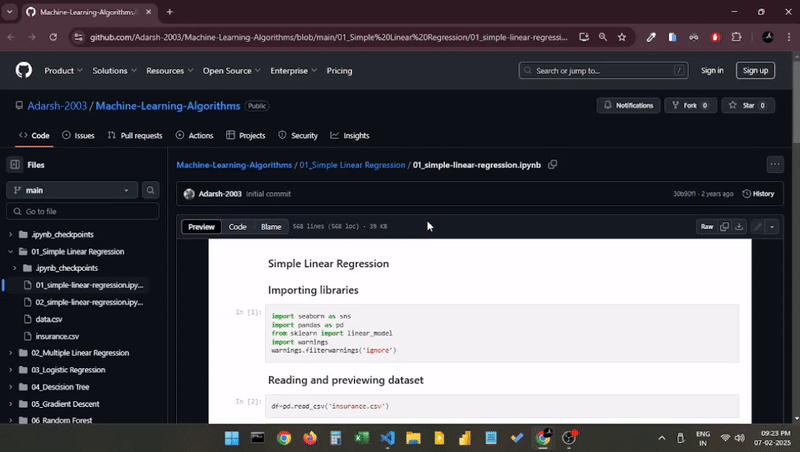 Machine-Learning-Algorithms/01
github.com/Adarsh-2003/Machine-Learning-Algorithms/blob/main/01_Simple%20Linear%20Regression/01_simple-linear-regressi...
Product Solutions Resources Open Source Enterprise Pricing
Search or jump to... /
Sign in Sign up
Adarsh-2003 / Machine-Learning-Algorithms Public
Notifications Fork 0 Star 0
Code Issues Pull requests Actions Projects Security Insights
Files
main
Go to file
.ipynb_checkpoints
01_Simple Linear Regression
.ipynb_checkpoints
01_simple-linear-regression.ipy...
02_simple-linear-regression.ipy...
data.csv
insurance.csv
02_Multiple Linear Regression
03_Logistic Regression
04_Descision Tree
05_Gradient Descent
06_Random Forest
Machine-Learning-Algorithms / 01_Simple Linear Regression / 01_simple-linear-regression.ipynb
Adarsh-2003 Initial commit
2 years ago History
Preview Code Blame 568 lines (568 loc) · 39 KB
Raw
Simple Linear Regression
Importing libraries
In [1]:
import seaborn as sns
import pandas as pd
from sklearn import linear_model
import warnings
warnings.filterwarnings('ignore')
Reading and previewing dataset
In [2]:
df=pd.read_csv('insurance.csv')
ENG
IN
09:23 PM
07-02-2025